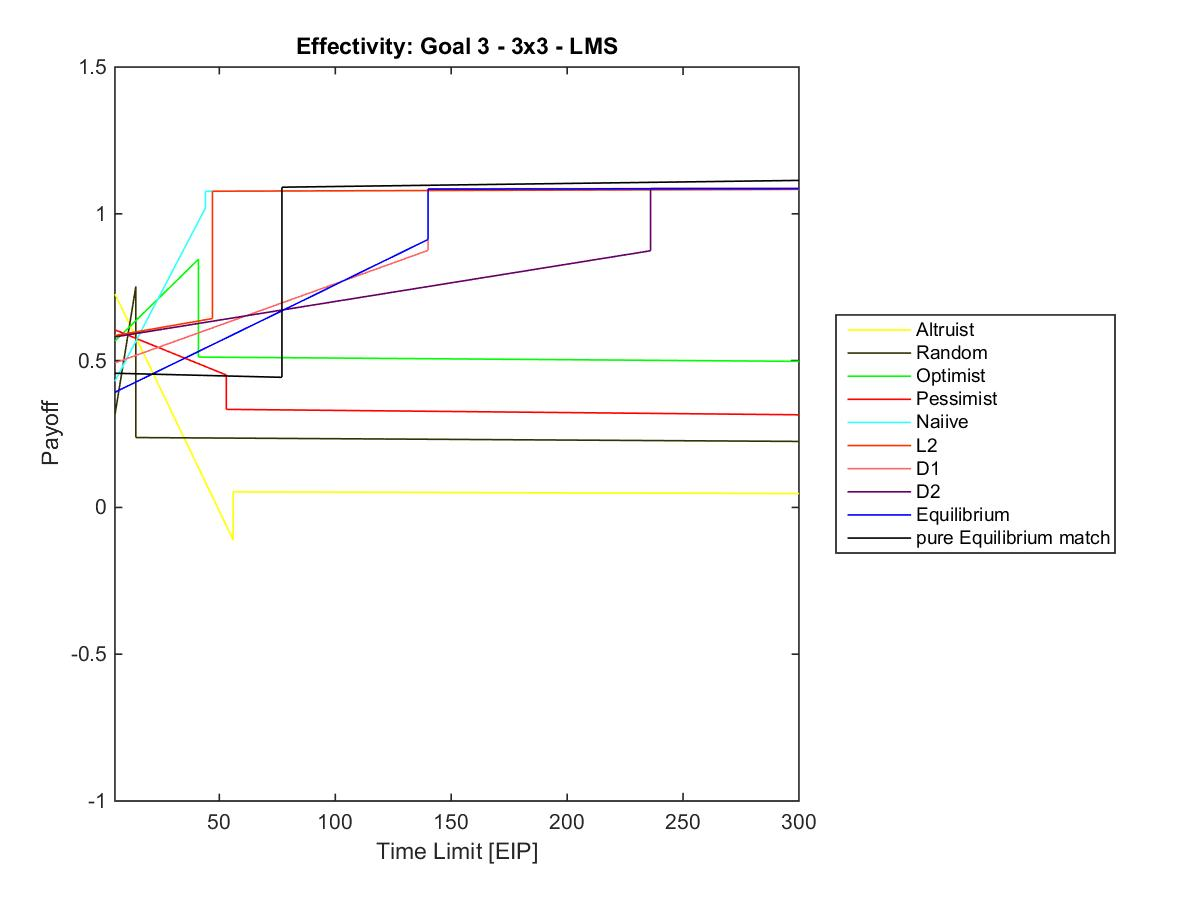 Effectivity: Goal 3 - 3x3 - LMS
1.5
1
0.5
0
-0.5
-1
Payoff
50 100 150 200 250 300
Time Limit [EIP]
Altruist
Random
Optimist
Pessimist
Naiive
L2
D1
D2
Equilibrium
pure Equilibrium match